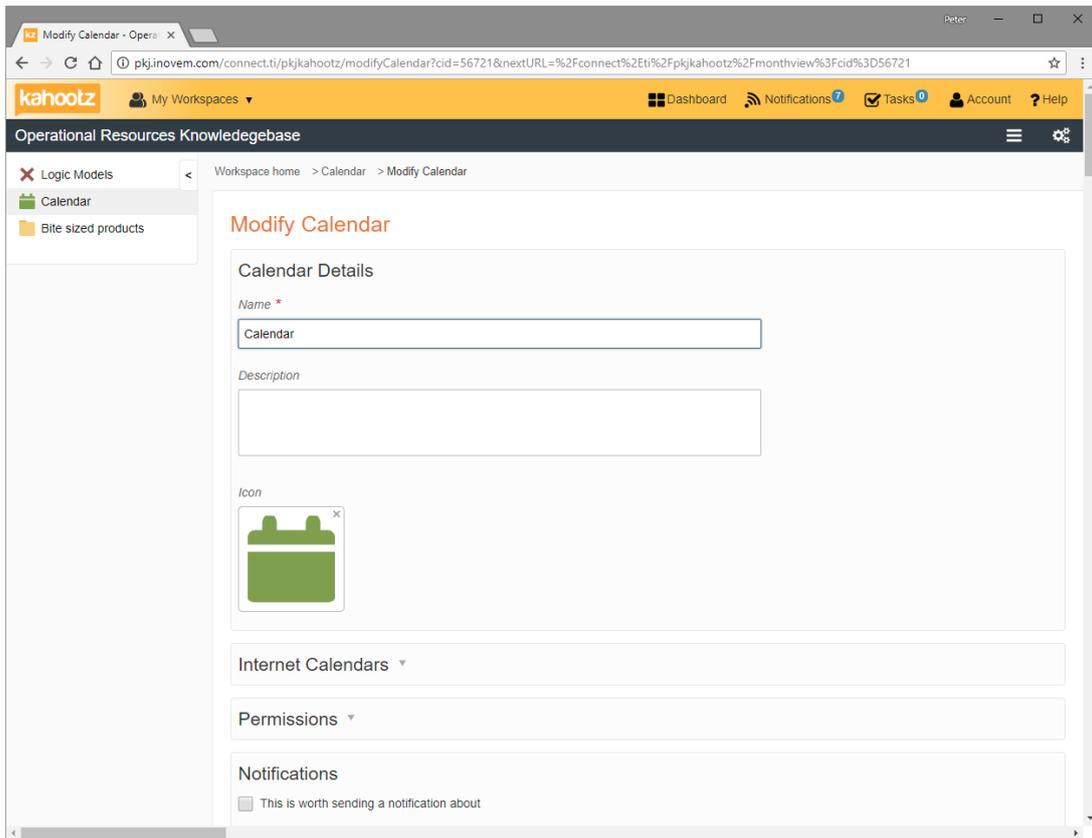 Peter
kz Modify Calendar - Opera
pkj.inovem.com/connect.ti/pkjkahootz/modifyCalendar?cid=56721&nextURL=%2Fconnect%2Eti%2Fpkjkahootz%2Fmonthview%3Fcid%3D56721
kahootz My Workspaces Dashboard Notifications 7 Tasks 0 Account ? Help
Operational Resources Knowledegebase
Logic Models < Workspace home > Calendar > Modify Calendar
Calendar
Bite sized products
Modify Calendar
Calendar Details
Name *
Calendar
Description
Icon
Internet Calendars
Permissions
Notifications
This is worth sending a notification about